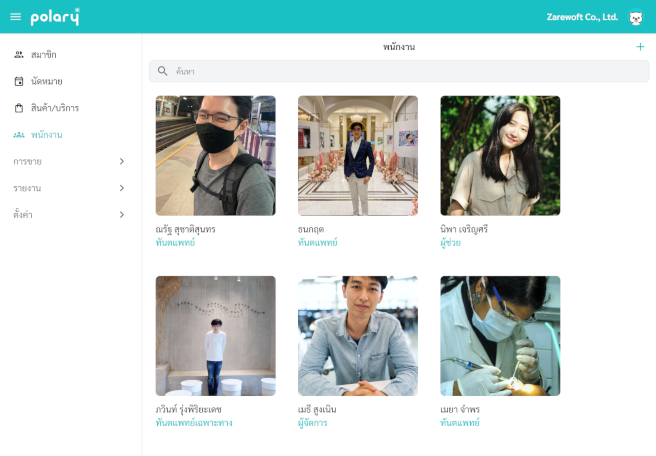 polary
Zarewoft Co., Ltd.
สมาชิก
นัดหมาย
สินค้า/บริการ
พนักงาน
การขาย
รายงาน
ตั้งค่า
พนักงาน
ค้นหา
ณรัฐ สุขาติสุนทร
ทันตแพทย์
ธนกฤต
ทันตแพทย์
นิพา เจริญศรี
ผู้ช่วย
ภวินท์ รุ่งพิริยะเดช
ทันตแพทย์เฉพาะทาง
เมธี สูงเนิน
ผู้จัดการ
เมยา จำพร
ทันตแพทย์